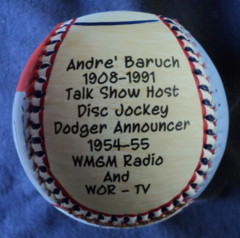 Andre' Baruch
1908-1991
Talk Show Host
Disc Jockey
Dodger Announcer
1954-55
WMGM Radio
And
WOR - TV